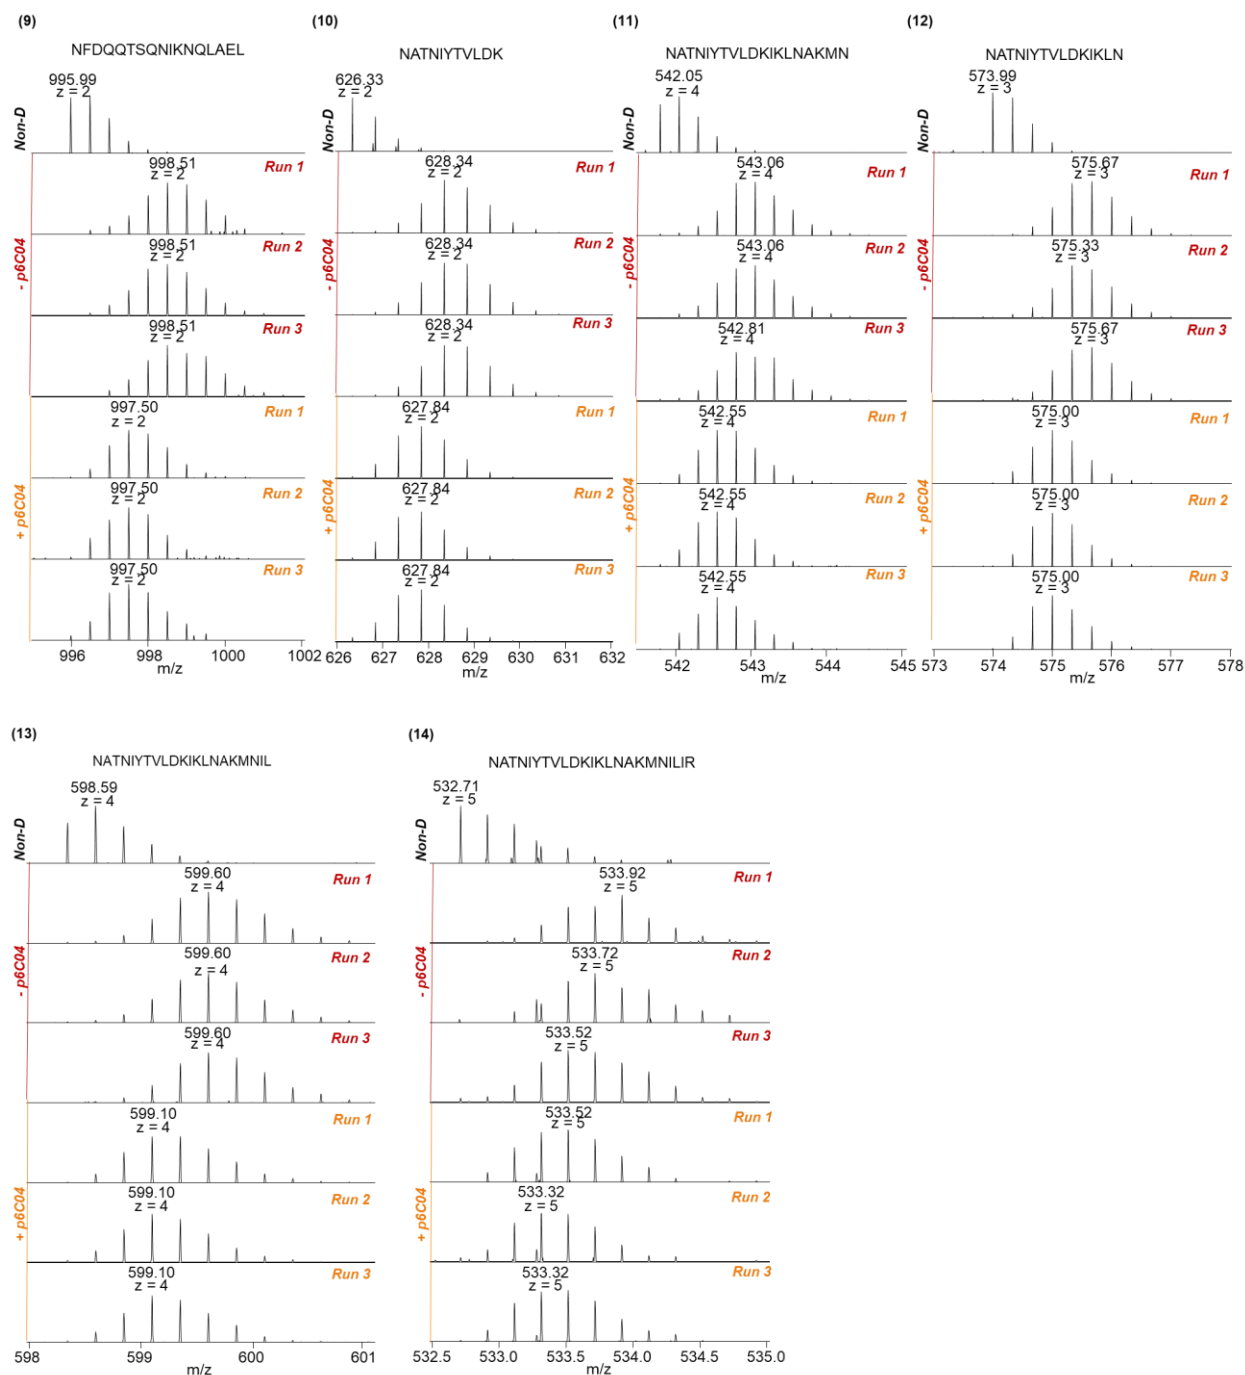 (9)
NFDQQTSQNIKNQLAEL
Non-D
995.99
z = 2
- p6C04
998.51
z = 2
Run 1
998.51
z = 2
Run 2
998.51
z = 2
Run 3
+ p6C04
997.50
z = 2
Run 1
997.50
z = 2
Run 2
997.50
z = 2
Run 3
996 998 1000 1002
m/z
(10)
NATNIYTVLDK
626.33
z = 2
- p6C04
628.34
z = 2
Run 1
628.34
z = 2
Run 2
628.34
z = 2
Run 3
+ p6C04
627.84
z = 2
Run 1
627.84
z = 2
Run 2
627.84
z = 2
Run 3
626 627 628 629 630 631 632
m/z
(11)
NATNIYTVLDKIKLNAKMN
Non-D
542.05
z = 4
- p6C04
543.06
z = 4
Run 1
543.06
z = 4
Run 2
542.81
z = 4
Run 3
+ p6C04
542.55
z = 4
Run 1
542.55
z = 4
Run 2
542.55
z = 4
Run 3
542 543 544 545
m/z
(12)
NATNIYTVLDKIKLN
Non-D
573.99
z = 3
- p6C04
575.67
z = 3
Run 1
575.33
z = 3
Run 2
575.67
z = 3
Run 3
+ p6C04
575.00
z = 3
Run 1
575.00
z = 3
Run 2
575.00
z = 3
Run 3
573 574 575 576 577 578
m/z
(13)
NATNIYTVLDKIKLNAKMNIL
Non-D
598.59
z = 4
- p6C04
599.60
z = 4
Run 1
599.60
z = 4
Run 2
599.60
z = 4
Run 3
+ p6C04
599.10
z = 4
Run 1
599.10
z = 4
Run 2
599.10
z = 4
Run 3
598 599 600 601
m/z
(14)
NATNIYTVLDKIKLNAKMNILIR
Non-D
532.71
z = 5
- p6C04
533.92
z = 5
Run 1
533.72
z = 5
Run 2
533.52
z = 5
Run 3
+ p6C04
533.52
z = 5
Run 1
533.32
z = 5
Run 2
533.32
z = 5
Run 3
532.5 533.0 533.5 534.0 534.5 535.0
m/z